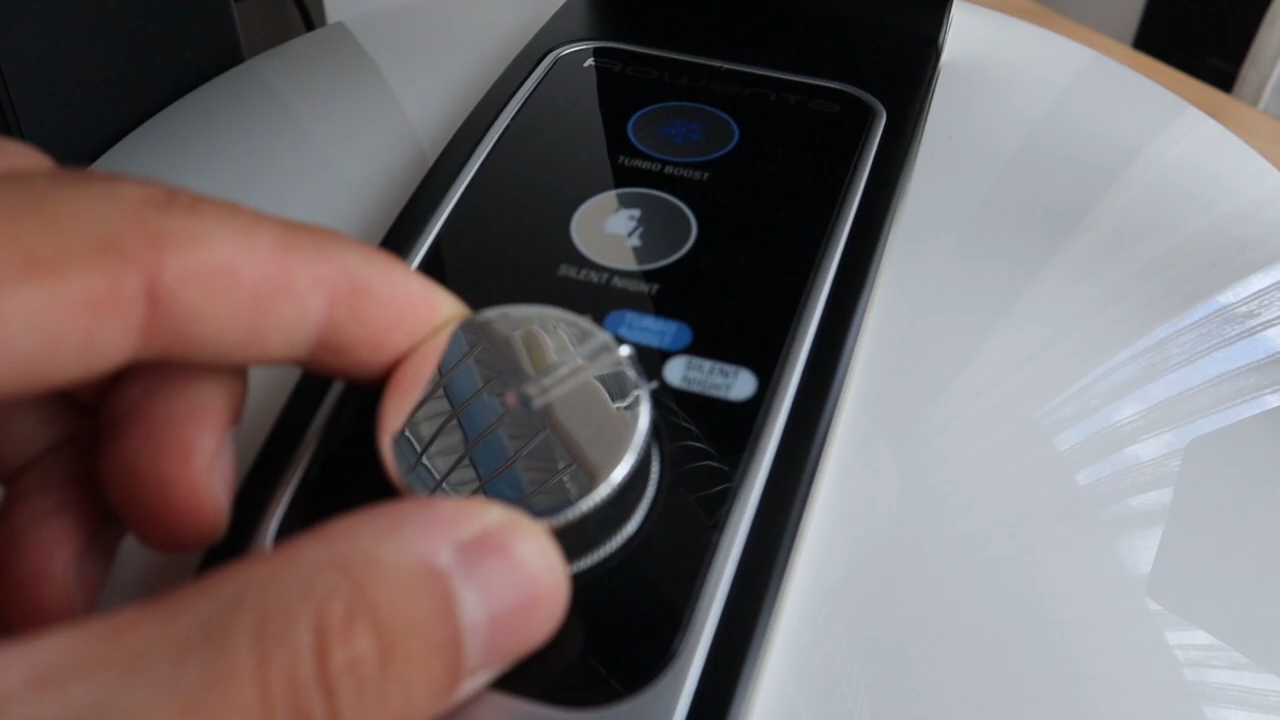 Rowenta
TURBO BOOST
SILENT NIGHT
TURBO
BOOST
SILENT
NIGHT